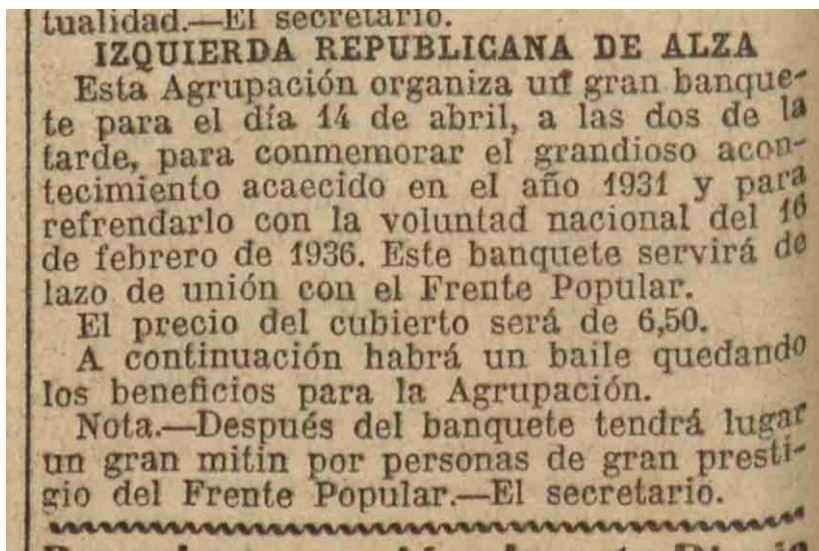 tualidad.—El secretario.
IZQUIERDA REPUBLICANA DE ALZA
Esta Agrupación organiza un gran banque-
te para el día 14 de abril, a las dos de la
tarde, para conmemorar el grandioso acon-
tecimiento acaecido en el año 1931 y para
refrendarlo con la voluntad nacional del 16
de febrero de 1936. Este banquete servirá de
lazo de unión con el Frente Popular.
El precio del cubierto será de 6,50.
A continuación habrá un baile quedando
los beneficios para la Agrupación.
Nota.—Después del banquete tendrá lugar
un gran mitin por personas de gran presti-
gio del Frente Popular.—El secretario.